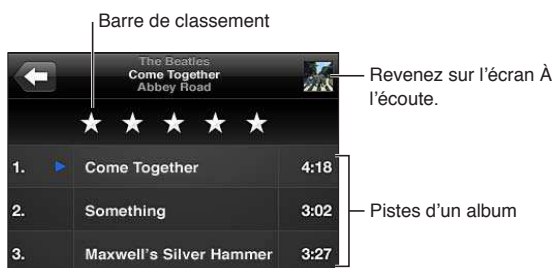 Barre de classement
The Beatles
Come Together
Abbey Road
Revenez sur l'écran À
l'écoute.
1. Come Together 4:18
2. Something 3:02
3. Maxwell's Silver Hammer 3:27
Pistes d'un album